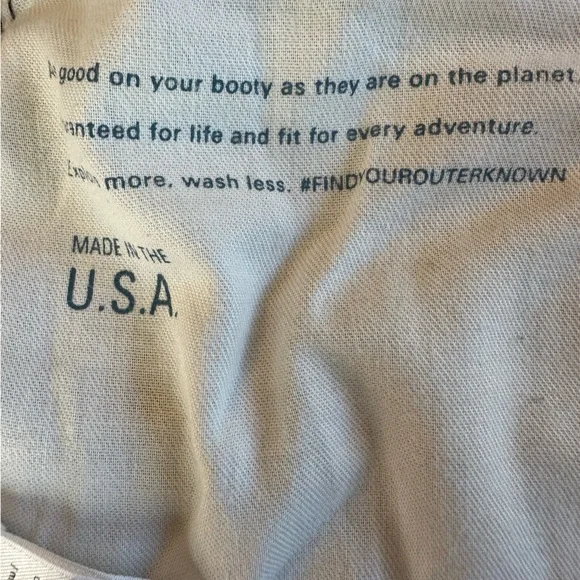 good on your booty as they are on the planet
anteed for life and fit for every adventure.
more, wash less. #FINDYOUROUTERKNOWN
MADE IN THE
U.S.A.